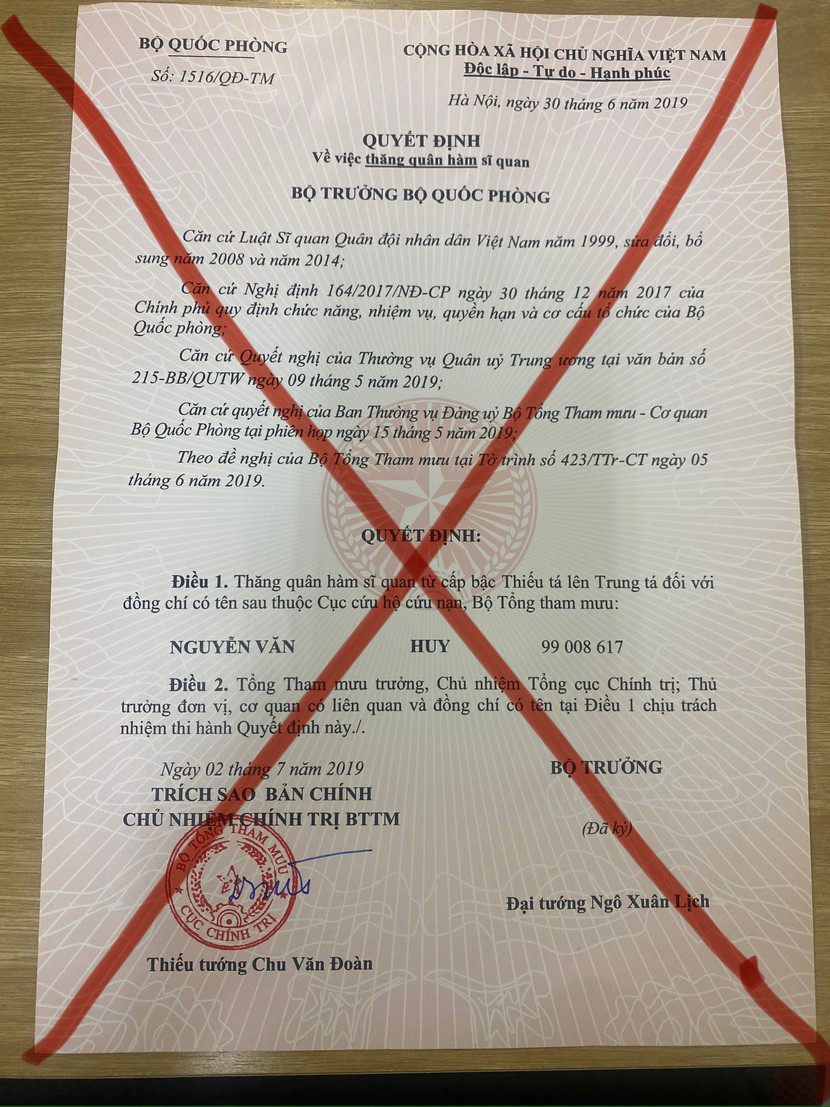 BỘ QUỐC PHÒNG
CỘNG HÒA XÃ HỘI CHỦ NGHĨA VIỆT NAM
Độc lập - Tự do - Hạnh phúc
Số: 1516/QĐ-TM
Hà Nội, ngày 30 tháng 6 năm 2019
QUYẾT ĐỊNH
Về việc thăng quân hàm sĩ quan
BỘ TRƯỞNG BỘ QUỐC PHÒNG
Căn cứ Luật Sĩ quan Quân đội nhân dân Việt Nam năm 1999, sửa đổi, bổ
sung năm 2008 và năm 2014;
Căn cứ Nghị định 164/2017/NĐ-CP ngày 30 tháng 12 năm 2017 của
Chính phủ quy định chức năng, nhiệm vụ, quyền hạn và cơ cấu tổ chức của Bộ
Quốc phòng;
Căn cứ Quyết nghị của Thường vụ Quân uỷ Trung ương tại văn bản số
215-BB/QUTW ngày 09 tháng 5 năm 2019;
Căn cứ quyết nghị của Ban Thường vụ Đảng uỷ Bộ Tổng Tham mưu - Cơ quan
Bộ Quốc Phòng tại phiên họp ngày 15 tháng 5 năm 2019;
Theo đề nghị của Bộ Tổng Tham mưu tại Tờ trình số 423/TTr-CT ngày 05
tháng 6 năm 2019.
QUYẾT ĐỊNH:
Điều 1. Thăng quân hàm sĩ quan từ cấp bậc Thiếu tá lên Trung tá đối với
đồng chí có tên sau thuộc Cục cứu hộ cứu nạn, Bộ Tổng tham mưu:
NGUYỄN VĂN HUY 99 008 617
Điều 2. Tổng Tham mưu trưởng, Chủ nhiệm Tổng cục Chính trị; Thủ
trưởng đơn vị, cơ quan có liên quan và đồng chí có tên tại Điều 1 chịu trách
nhiệm thi hành Quyết định này./.
Ngày 02 tháng 7 năm 2019
TRÍCH SAO BẢN CHÍNH
CHỦ NHIỆM CHÍNH TRỊ BTTM
BỘ TỔNG THAM MƯU
CỤC CHÍNH TRỊ
Thiếu tướng Chu Văn Đoàn
BỘ TRƯỞNG
(Đã ký)
Đại tướng Ngô Xuân Lịch